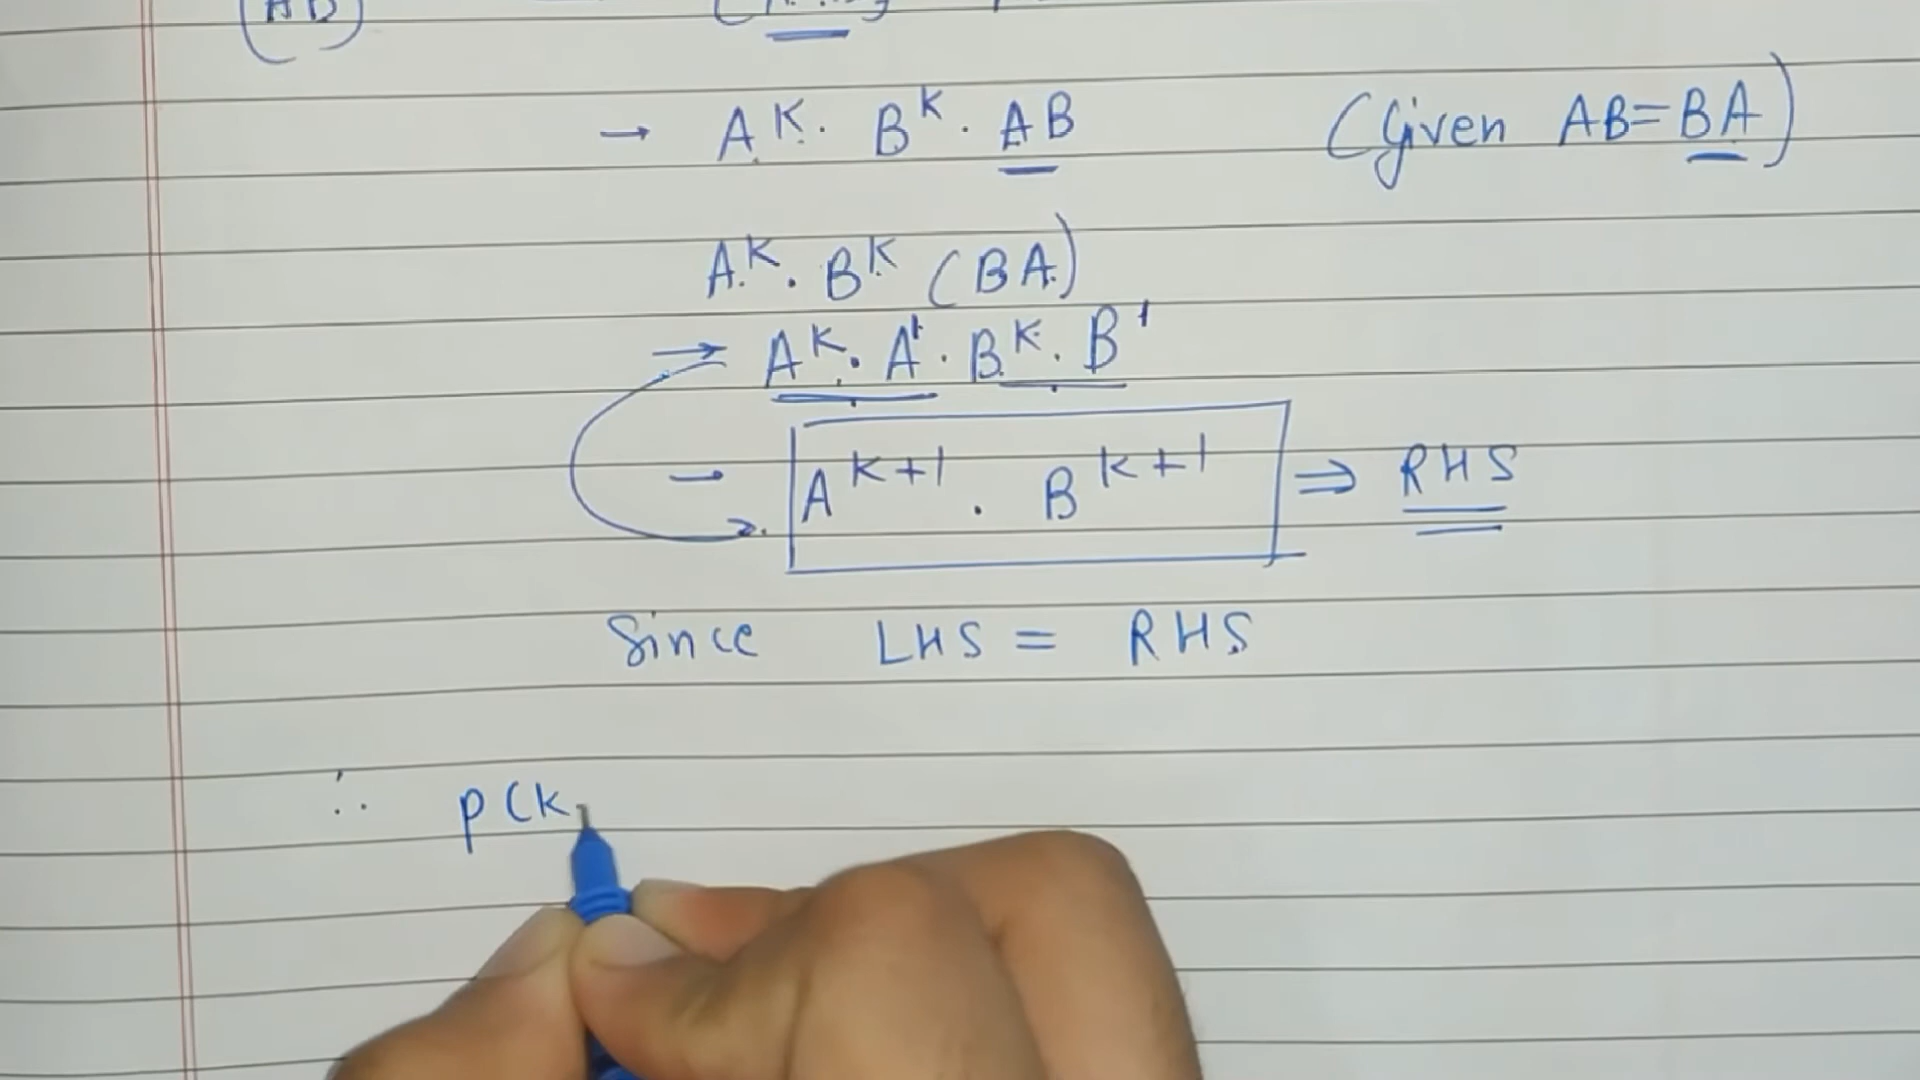 → A^K. B^K. AB (Given AB=BA)
A^K. B^K (BA)
→ A^K. A^1. B^K. B^1
→ A^K+1. B^K+1 ⇒ RHS
Since LHS = RHS
∴ P(K